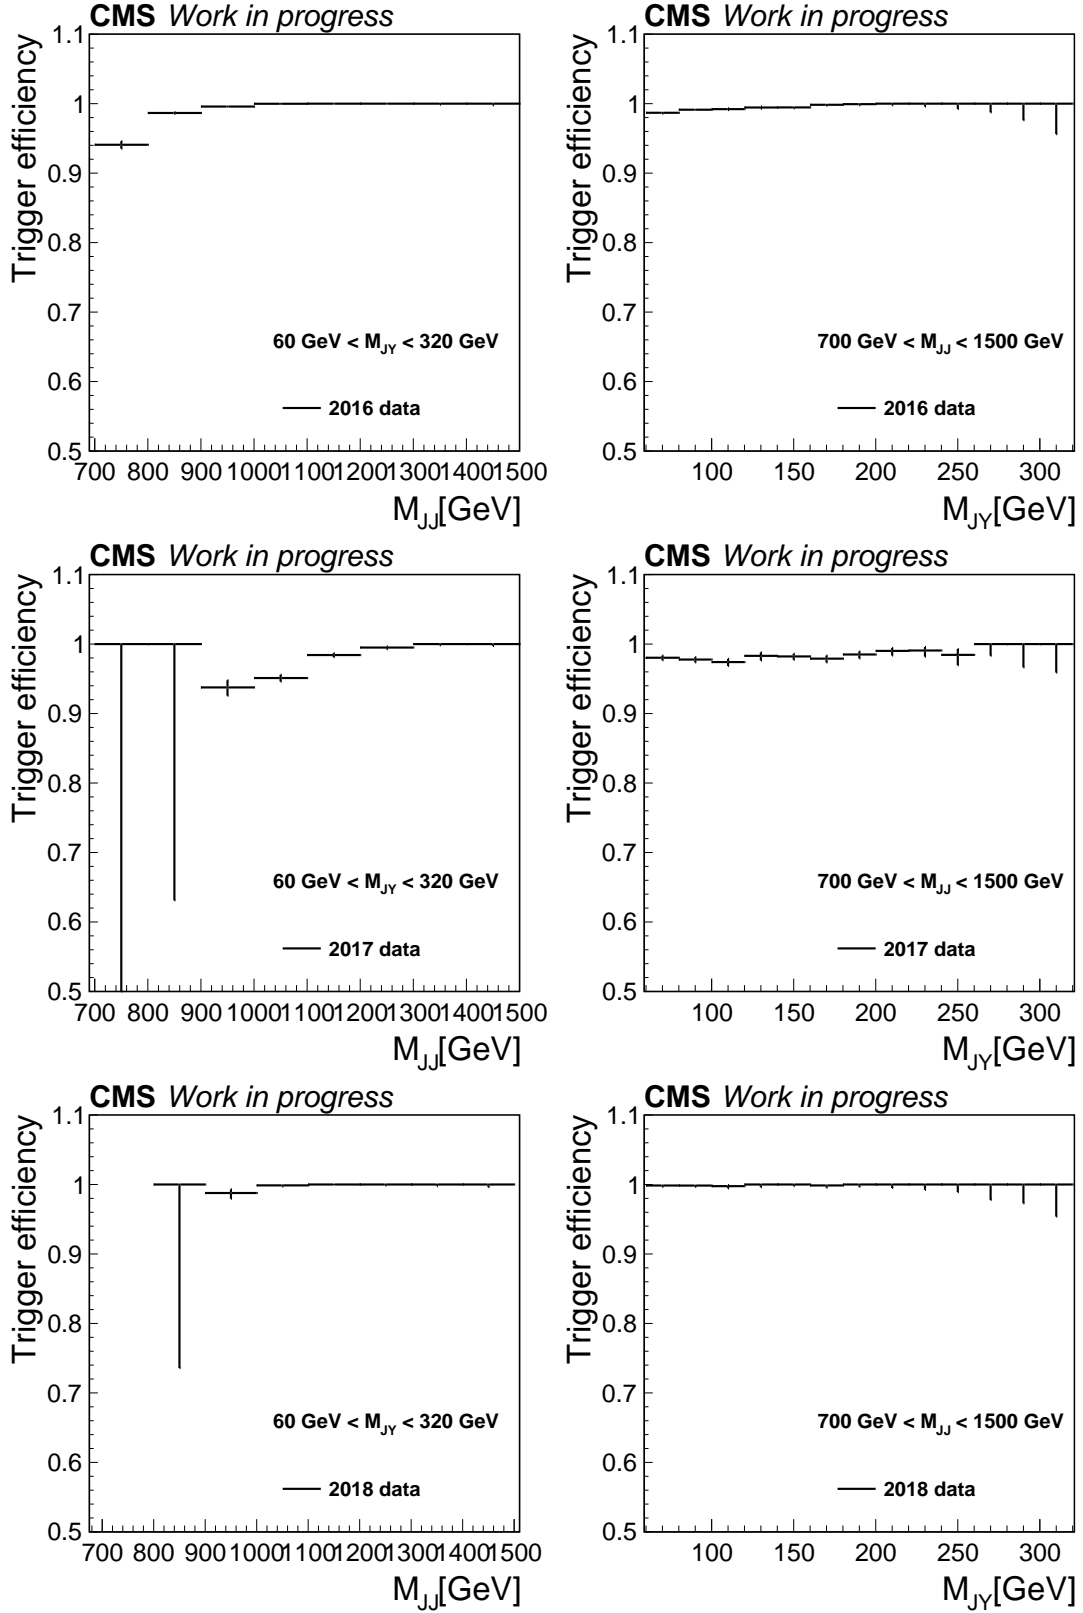 CMS Work in progress
Trigger efficiency
1.1
1
0.9
0.8
0.7
0.6
0.5
60 GeV < M_JY < 320 GeV
2016 data
700 800 900 1000 1100 1200 1300 1400 1500
M_JJ[GeV]
CMS Work in progress
Trigger efficiency
1.1
1
0.9
0.8
0.7
0.6
0.5
700 GeV < M_JJ < 1500 GeV
2016 data
100 150 200 250 300
M_JY[GeV]
CMS Work in progress
Trigger efficiency
1.1
1
0.9
0.8
0.7
0.6
0.5
60 GeV < M_JY < 320 GeV
2017 data
700 800 900 1000 1100 1200 1300 1400 1500
M_JJ[GeV]
CMS Work in progress
Trigger efficiency
1.1
1
0.9
0.8
0.7
0.6
0.5
700 GeV < M_JJ < 1500 GeV
2017 data
100 150 200 250 300
M_JY[GeV]
CMS Work in progress
Trigger efficiency
1.1
1
0.9
0.8
0.7
0.6
0.5
60 GeV < M_JY < 320 GeV
2018 data
700 800 900 1000 1100 1200 1300 1400 1500
M_JJ[GeV]
CMS Work in progress
Trigger efficiency
1.1
1
0.9
0.8
0.7
0.6
0.5
700 GeV < M_JJ < 1500 GeV
2018 data
100 150 200 250 300
M_JY[GeV]